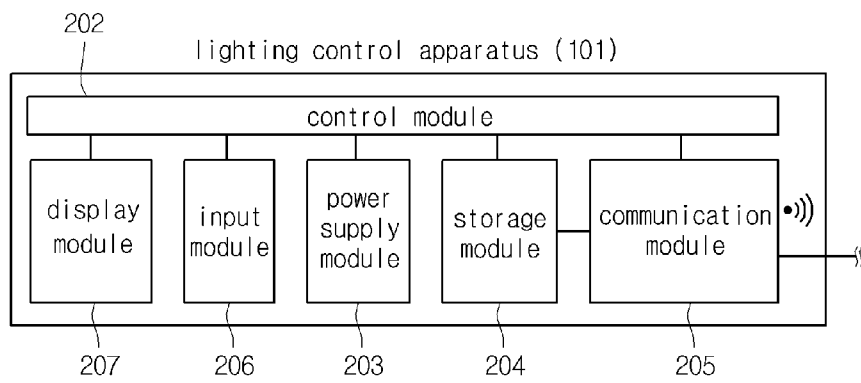 202
lighting control apparatus (101)
control module
display
module
input
module
power
supply
module
storage
module
communication
module
207
206
203
204
205